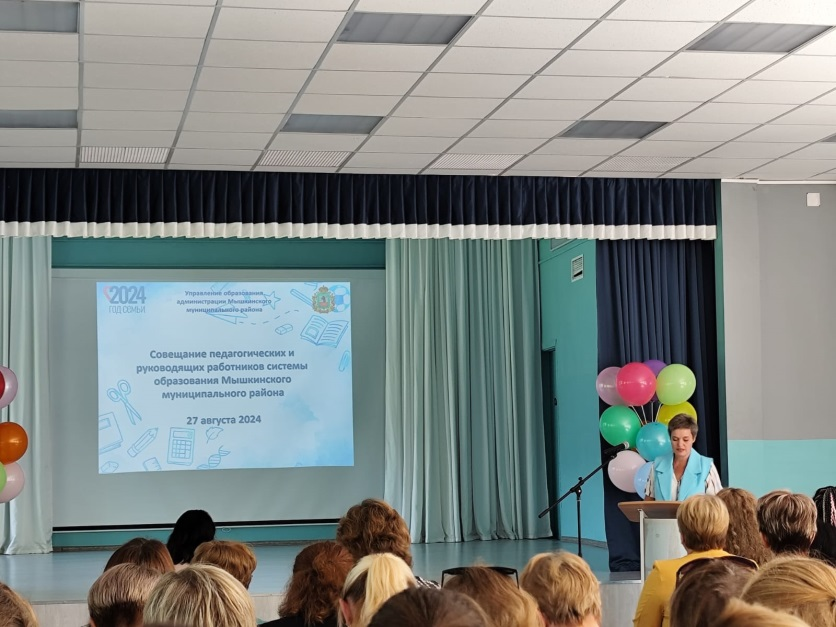 2024
ГОД СЕМЬИ
Управление образования
администрации Мышкинского
муниципального района
Совещание педагогических и
руководящих работников системы
образования Мышкинского
муниципального района
27 августа 2024